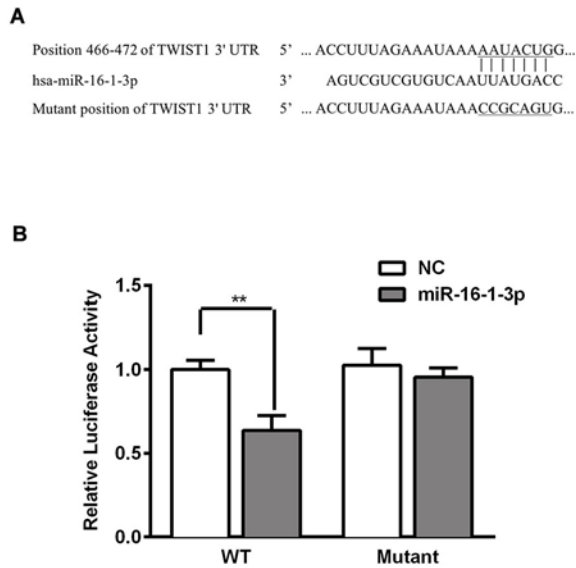 A
Position 466-472 of TWIST1 3' UTR 5' ... ACCUUUAGAAAUAAAAAUACUGG...
hsa-miR-16-1-3p 3' AGUCGUCGUGUCAAUUAUGACC
Mutant position of TWIST1 3' UTR 5' ... ACCUUUAGAAAUAAACCGCAGUG...
B
NC
miR-16-1-3p
**
Relative Luciferase Activity
1.5
1.0
0.5
0.0
WT Mutant